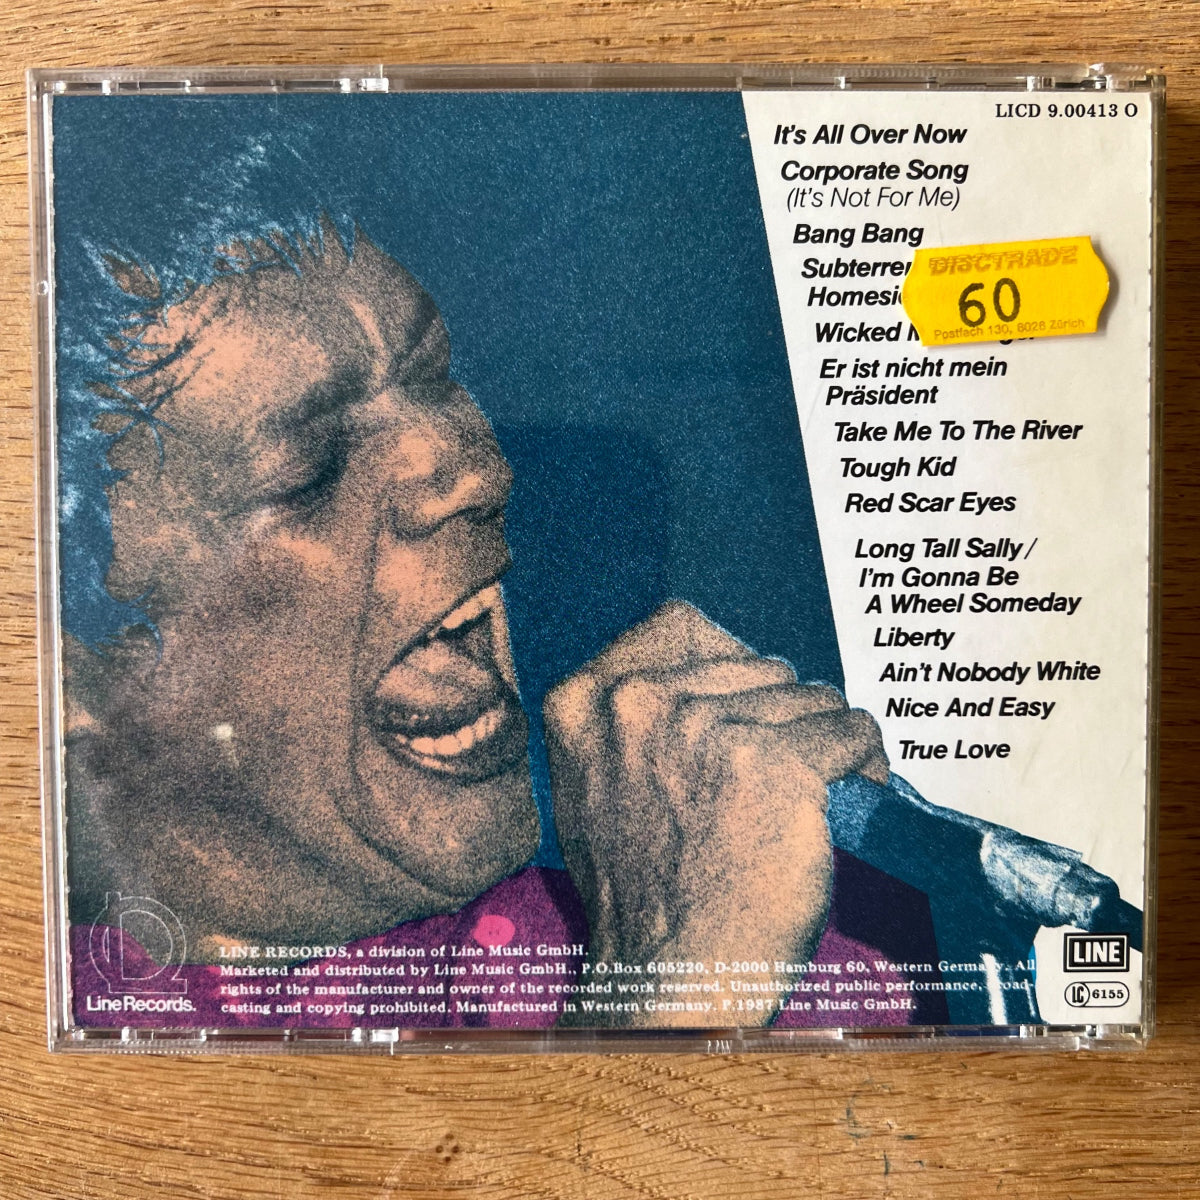 LICD 9.00413 O
It's All Over Now
Corporate Song
(It's Not For Me)
Bang Bang
Subterre
Homesi
Wicked
DISCTRADE
60
Postfach 130, 8026 Zürich
Er ist nicht mein
Präsident
Take Me To The River
Tough Kid
Red Scar Eyes
Long Tall Sally/
I'm Gonna Be
A Wheel Someday
Liberty
Ain't Nobody White
Nice And Easy
True Love
Line Records.
LINE RECORDS, a division of Line Music GmbH.
Marketed and distributed by Line Music GmbH., P.O.Box 605220, D-2000 Hamburg 60, Western Germany. All
rights of the manufacturer and owner of the recorded work reserved. Unauthorized public performance, broad-
casting and copying prohibited. Manufactured in Western Germany. P.1987 Line Music GmbH.
LINE
LC 6155